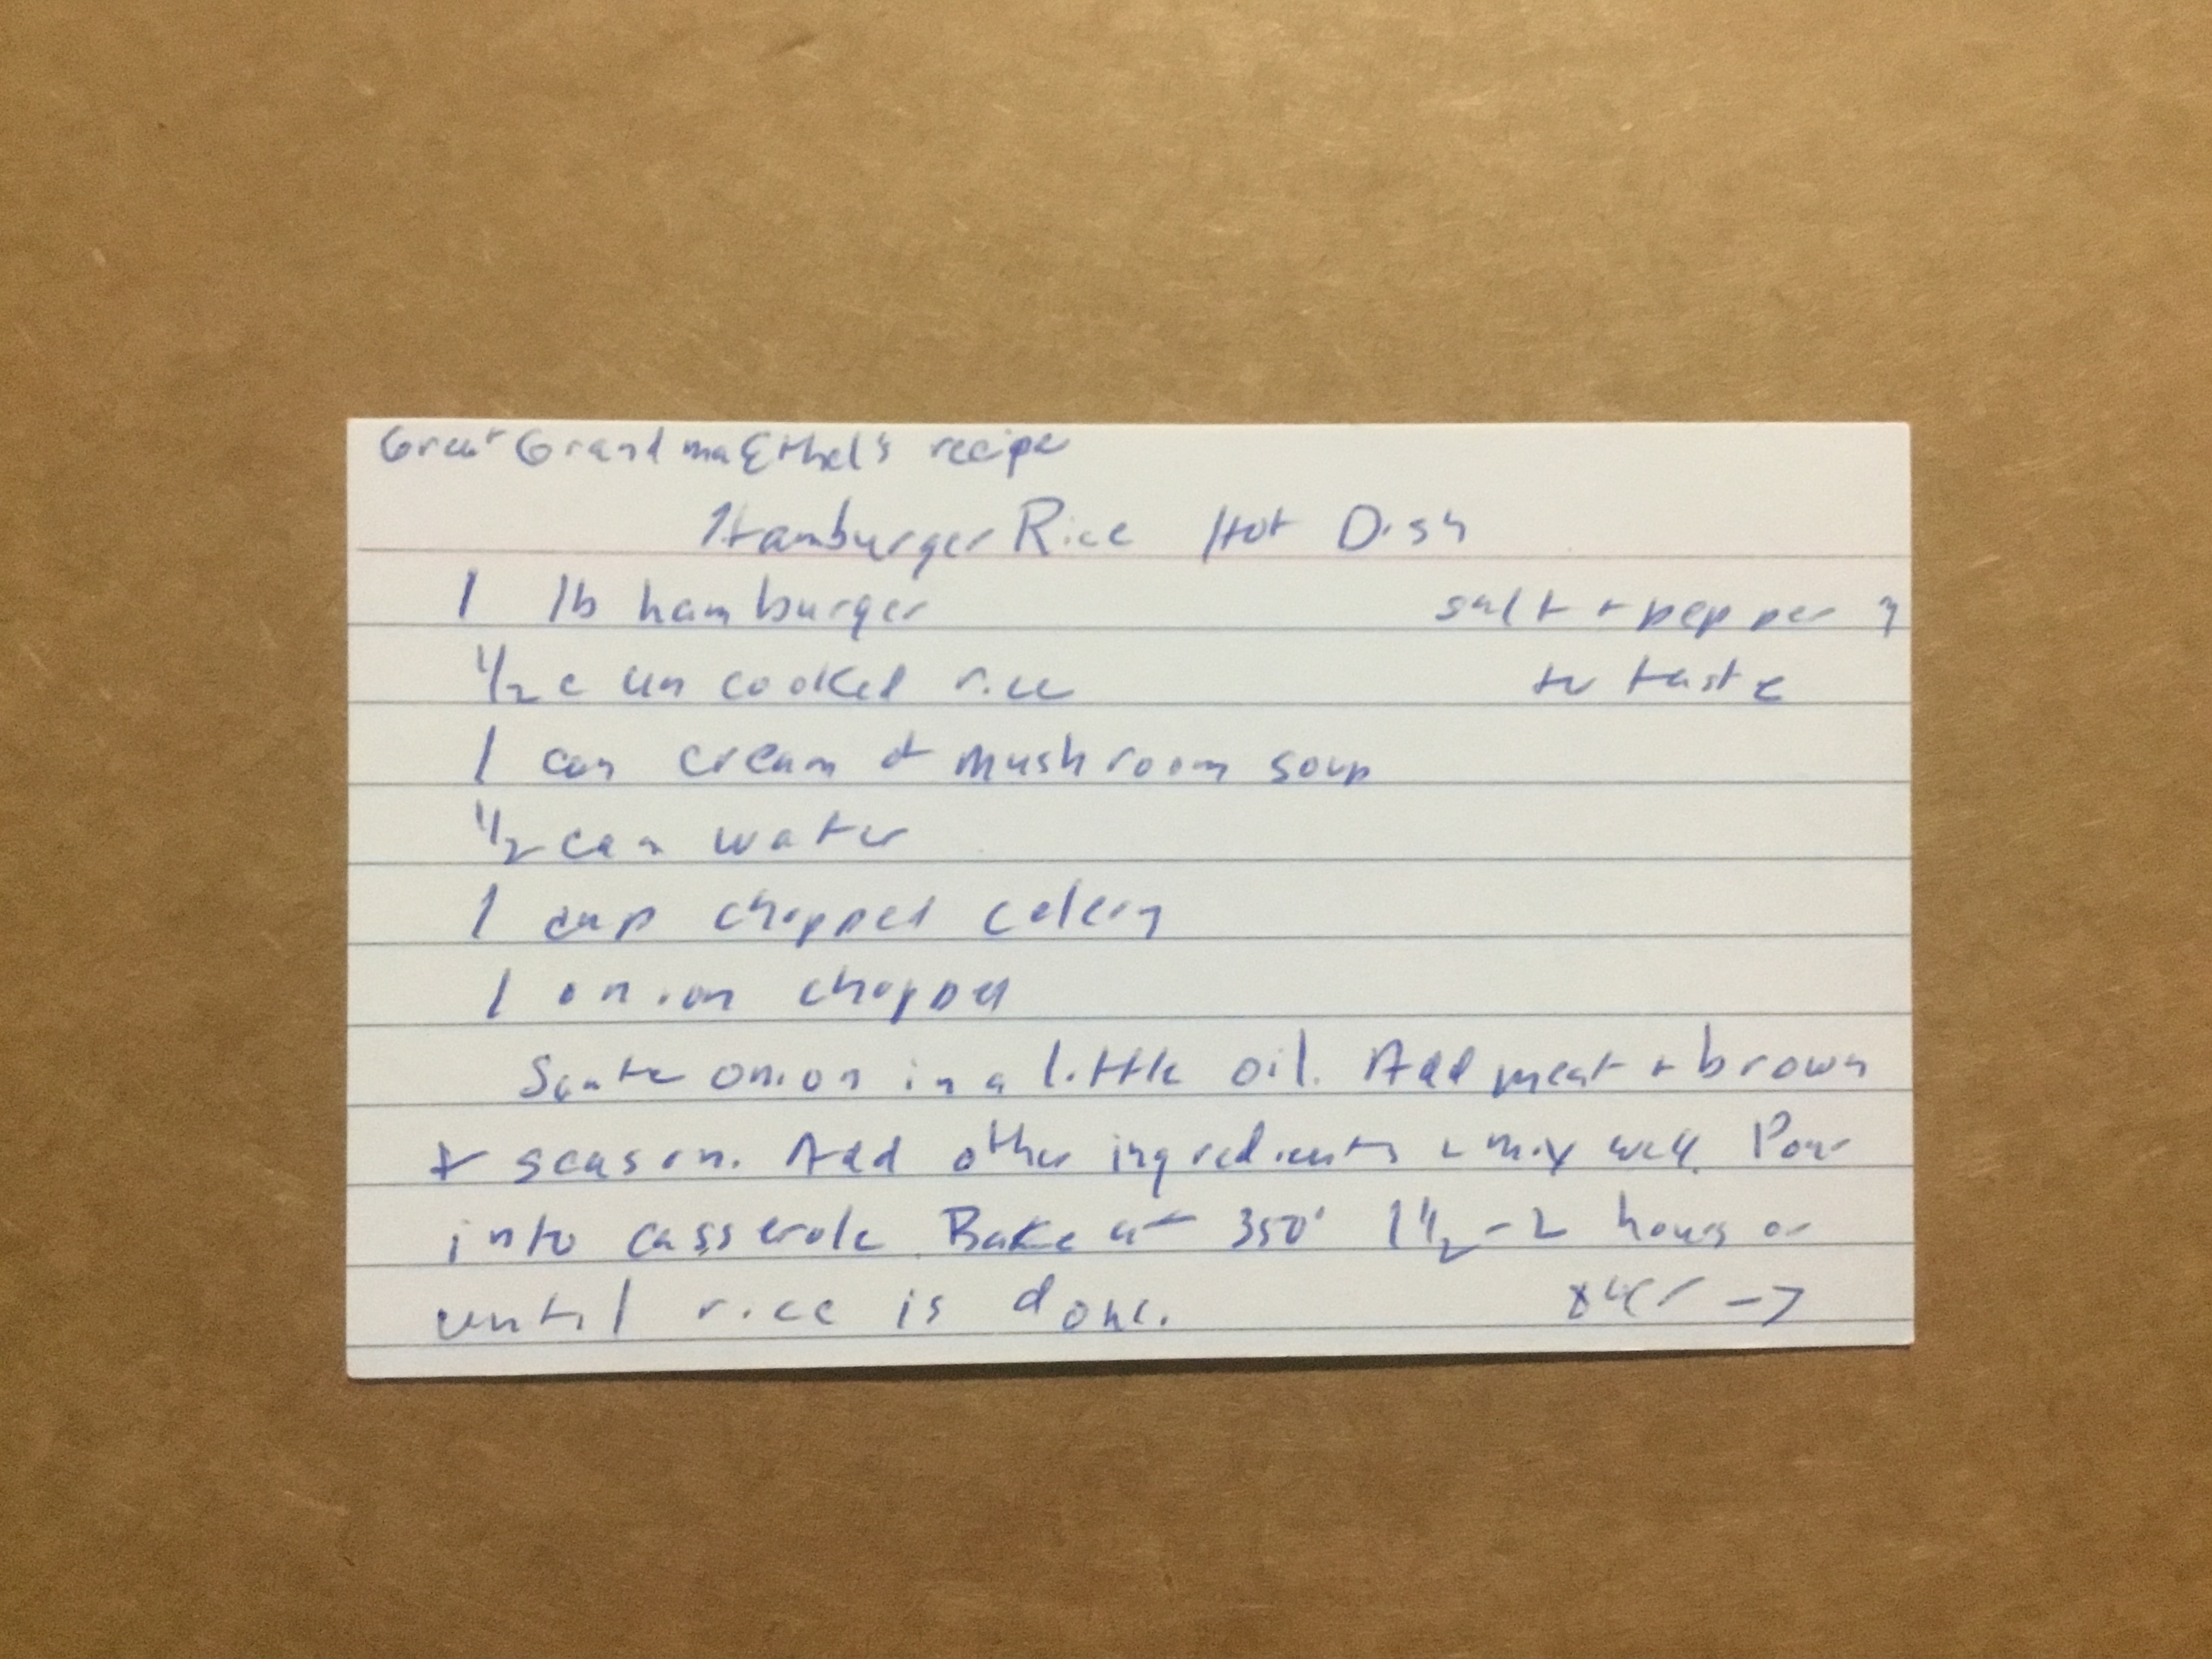 Great Grandma Ethel's recipe
Hamburger Rice Hot Dish
1 lb hamburger
salt + pepper
to taste
1/2 c uncooked rice
1 can cream of mushroom soup
1/2 can water
1 cup chopped celery
1 onion chopped
Saute onion in a little oil. Add meat + brown
+ season. Add other ingredients + mix well. Pour
into casserole. Bake at 350° 1 1/2 - 2 hours or
until rice is done.
over →